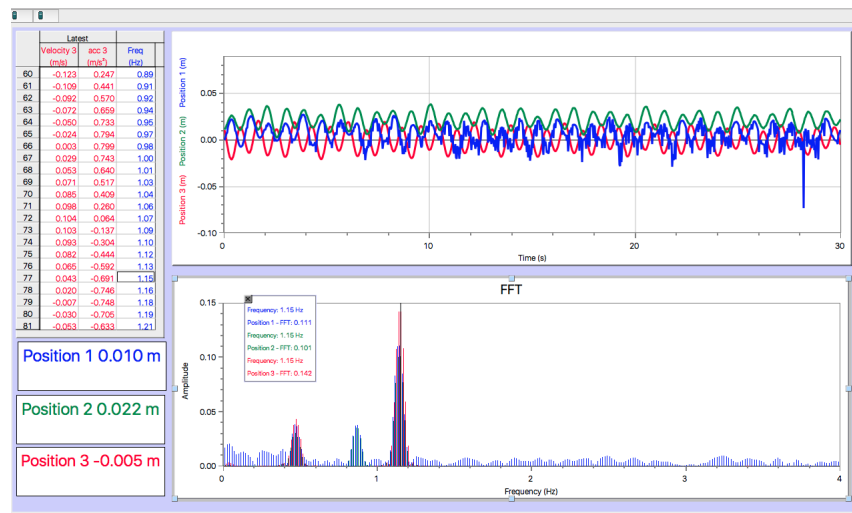 Latest
Velocity 3 acc 3 Freq
(m/s) (m/s²) (Hz)
60 -0.123 0.247 0.89
61 -0.109 0.441 0.91
62 -0.092 0.570 0.92
63 -0.072 0.659 0.94
64 -0.050 0.733 0.95
65 -0.024 0.794 0.97
66 0.003 0.799 0.98
67 0.029 0.743 1.00
68 0.053 0.640 1.01
69 0.071 0.517 1.03
70 0.085 0.409 1.04
71 0.098 0.260 1.06
72 0.104 0.064 1.07
73 0.103 -0.137 1.09
74 0.093 -0.304 1.10
75 0.082 -0.444 1.12
76 0.065 -0.592 1.13
77 0.043 -0.691 1.15
78 0.020 -0.746 1.16
79 -0.007 -0.748 1.18
80 -0.030 -0.705 1.19
81 -0.053 -0.633 1.21
Position 1 0.010 m
Position 2 0.022 m
Position 3 -0.005 m
Position 1 (m)
Position 2 (m)
Position 3 (m)
0.05
0.00
-0.05
-0.10
0 10 20 30
Time (s)
FFT
Frequency: 1.15 Hz
Position 1 - FFT: 0.111
Frequency: 1.15 Hz
Position 2 - FFT: 0.101
Frequency: 1.15 Hz
Position 3 - FFT: 0.142
Amplitude
0.15
0.10
0.05
0.00
0 1 2 3 4
Frequency (Hz)